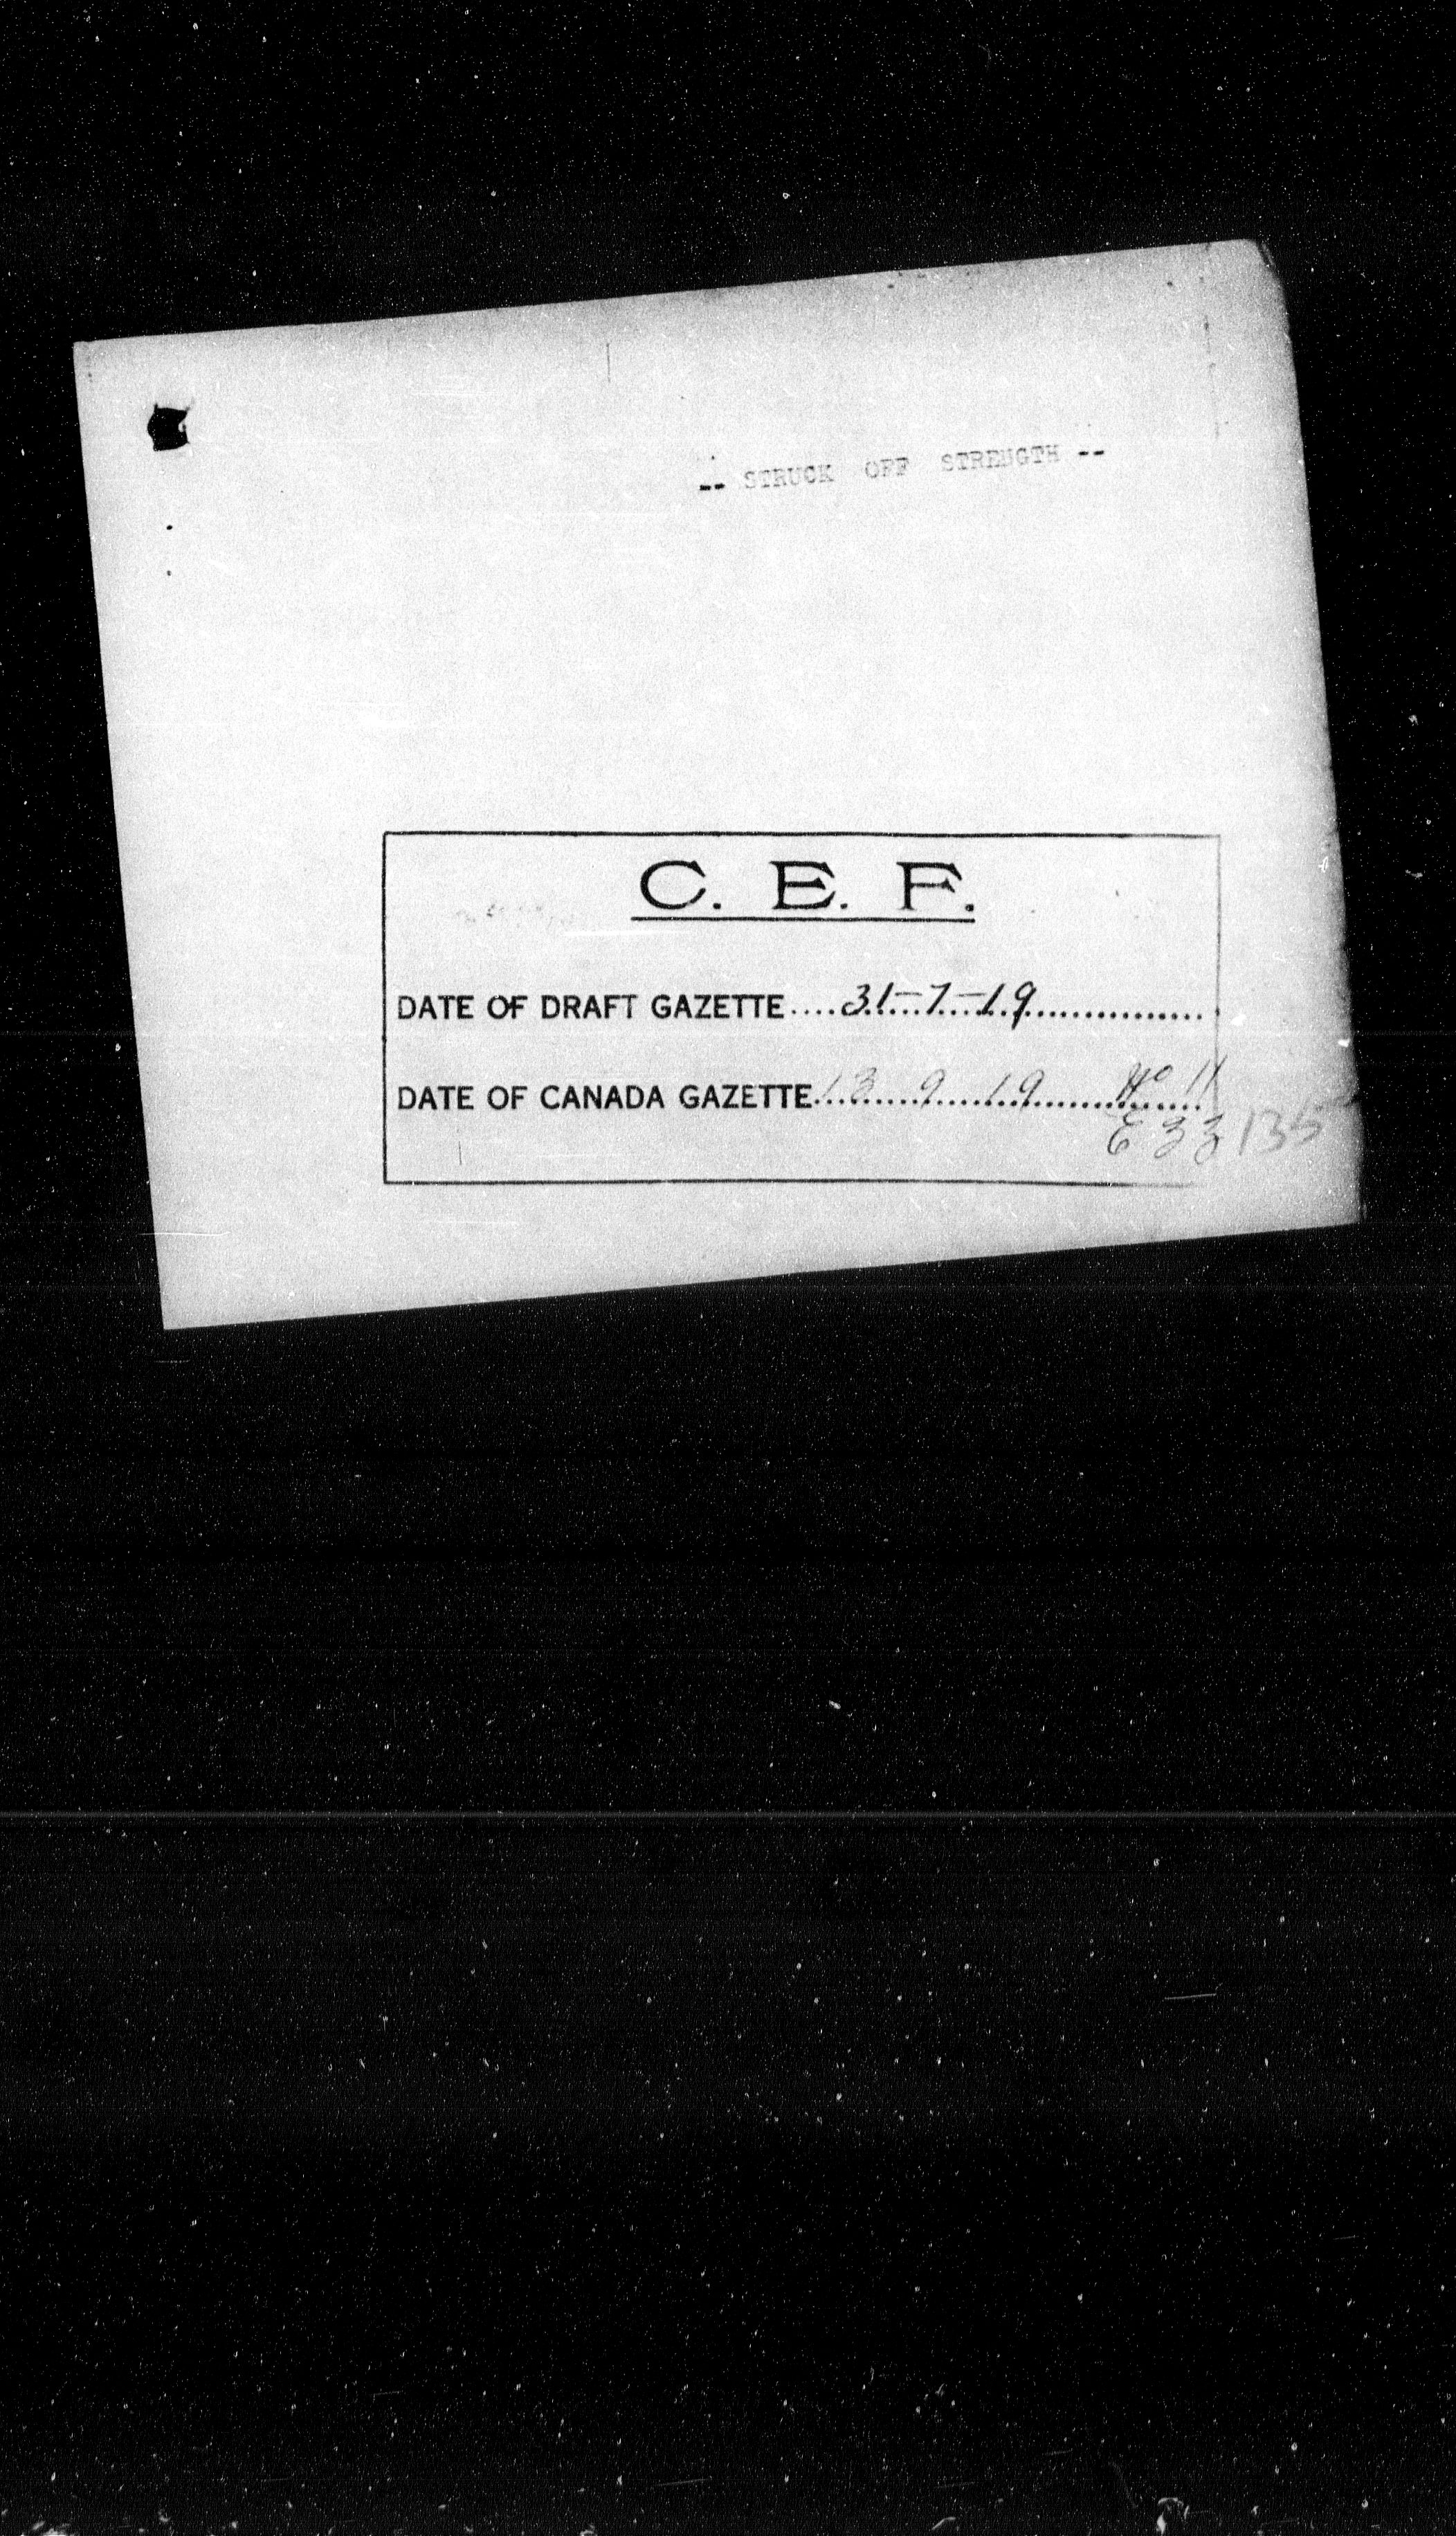 -- STRUCK OFF STRENGTH --
C. E. F.
DATE OF DRAFT GAZETTE....31-7-19....................
DATE OF CANADA GAZETTE.13...9...19......No 11
E 33135